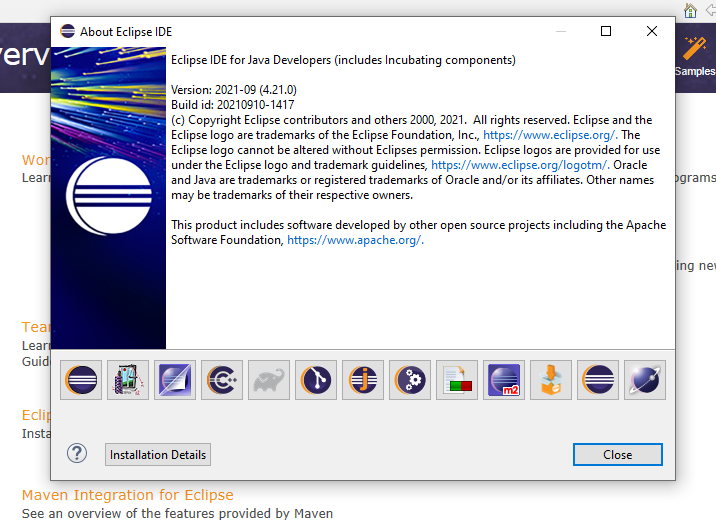 About Eclipse IDE
Eclipse IDE for Java Developers (includes Incubating components)
Version: 2021-09 (4.21.0)
Build id: 20210910-1417
(c) Copyright Eclipse contributors and others 2000, 2021.  All rights reserved. Eclipse and the
Eclipse logo are trademarks of the Eclipse Foundation, Inc., https://www.eclipse.org/. The
Eclipse logo cannot be altered without Eclipses permission. Eclipse logos are provided for use
under the Eclipse logo and trademark guidelines, https://www.eclipse.org/logotm/. Oracle
and Java are trademarks or registered trademarks of Oracle and/or its affiliates. Other names
may be trademarks of their respective owners.
This product includes software developed by other open source projects including the Apache
Software Foundation, https://www.apache.org/.
C++
j
m2
?
Installation Details
Close
verv
Samples
Wor
Learn
ograms
ing new
Tear
Learn
Guid
Eclip
Insta
Maven Integration for Eclipse
See an overview of the features provided by Maven